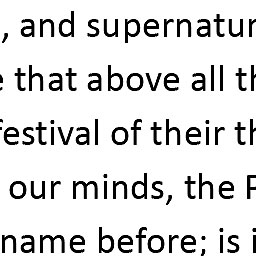 , and supernatur
that above all th
festival of their th
our minds, the P
name before; is i